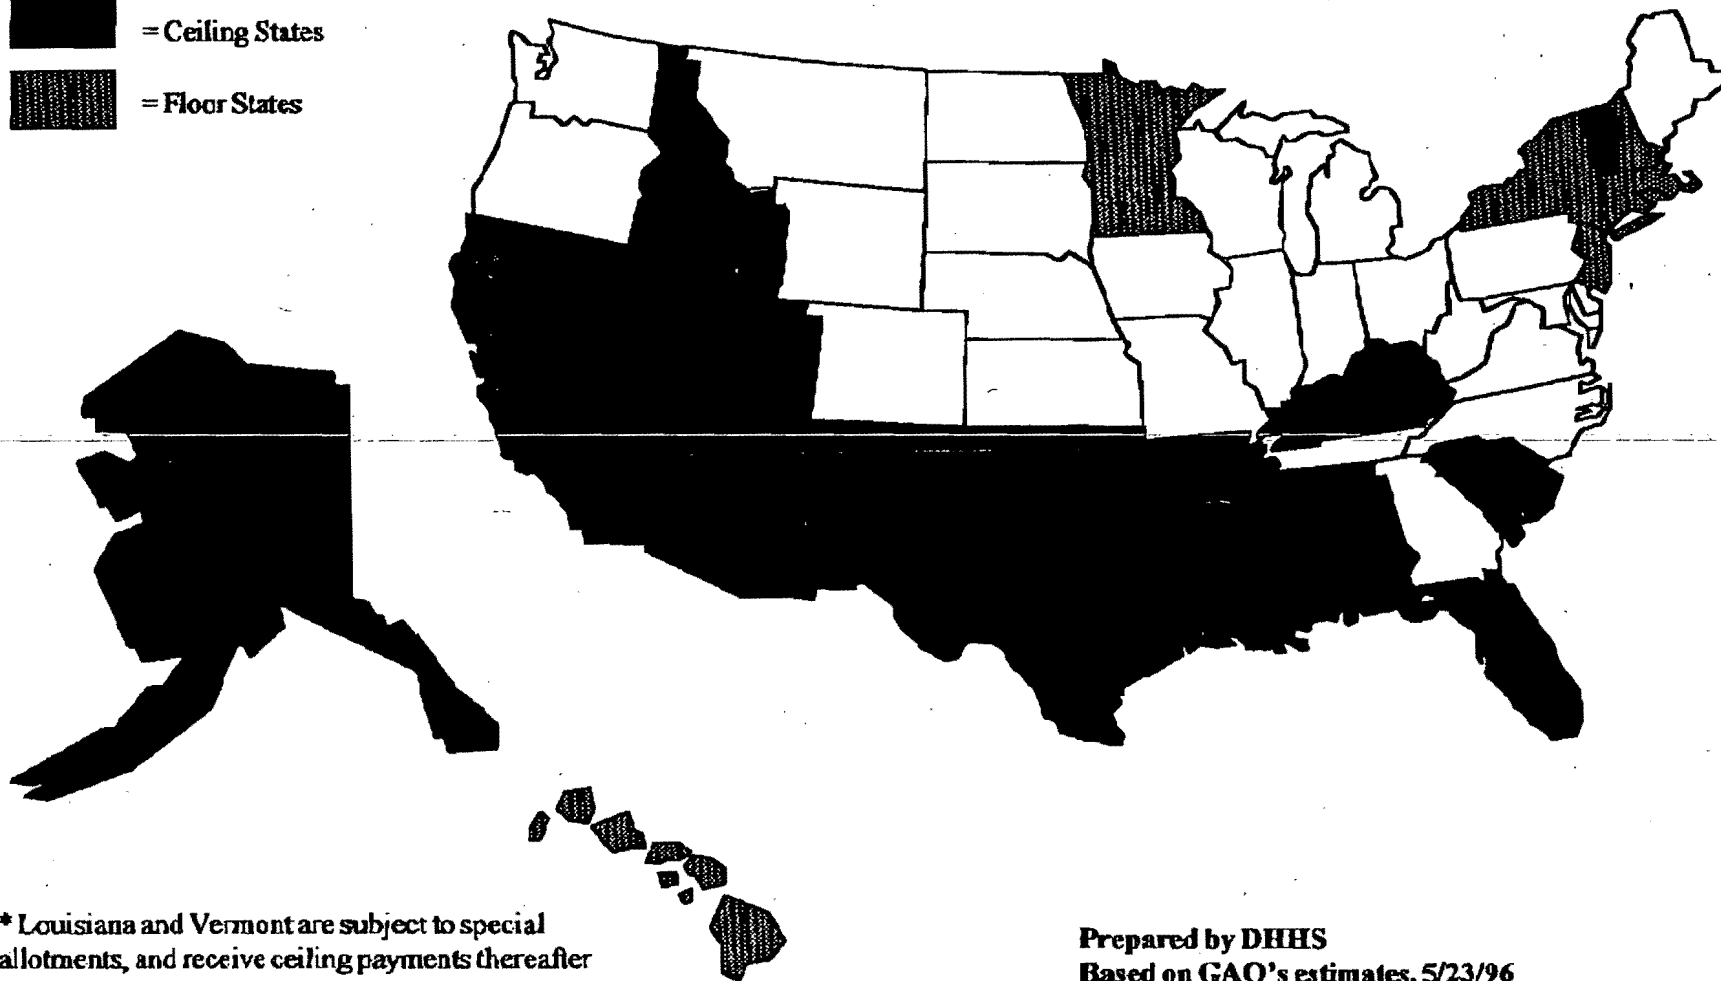 = Ceiling States
= Floor States
* Louisiana and Vermont are subject to special
allotments, and receive ceiling payments thereafter
Prepared by DHHS
Based on GAO's estimates, 5/23/96